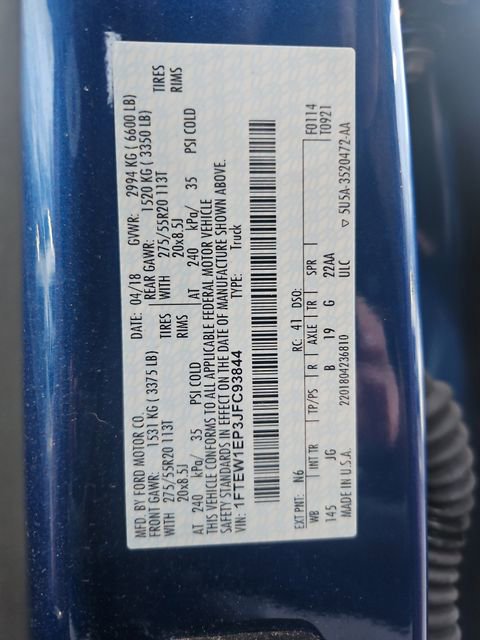 MFD. BY FORD MOTOR CO. DATE: 04/18 GVWR: 2994 KG ( 6600 LB)
FRONT GAWR: 1531 KG ( 3375 LB) REAR GAWR: 1520 KG ( 3350 LB)
WITH 275/55R20 113T TIRES WITH 275/55R20 113T TIRES
20x8.5J RIMS 20x8.5J RIMS
AT 240 kPa/ 35 PSI COLD AT 240 kPa/ 35 PSI COLD
THIS VEHICLE CONFORMS TO ALL APPLICABLE FEDERAL MOTOR VEHICLE
SAFETY STANDARDS IN EFFECT ON THE DATE OF MANUFACTURE SHOWN ABOVE.
VIN: 1FTEW1EP3JFC93844 TYPE: Truck
F0114
T0921
EXT PNT: N6 RC: 41 DSO:
WB INT TR TP/PS R AXLE TR SPR
145 JG B 19 G 22AA
MADE IN U.S.A. 2201804236810 ULC ▽ 5U5A-3520472-AA